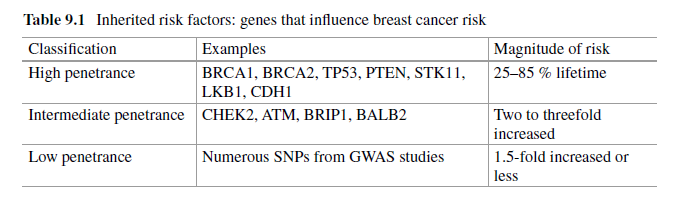 Table 9.1 Inherited risk factors: genes that influence breast cancer risk
Classification Examples Magnitude of risk
High penetrance BRCA1, BRCA2, TP53, PTEN, STK11, 25–85 % lifetime
LKB1, CDH1
Intermediate penetrance CHEK2, ATM, BRIP1, BALB2 Two to threefold
increased
Low penetrance Numerous SNPs from GWAS studies 1.5-fold increased or
less